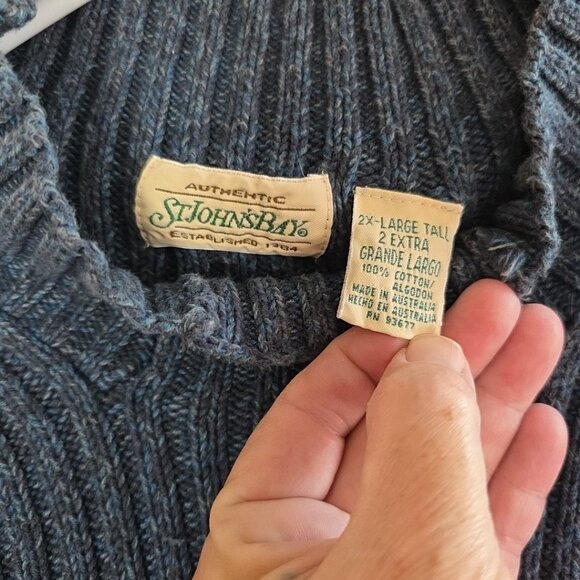 AUTHENTIC
ST.JOHN'S BAY®
ESTABLISHED 1984
2X-LARGE TALL
2 EXTRA
GRANDE LARGO
100% COTTON/
ALGODON
MADE IN AUSTRALIA
HECHO EN AUSTRALIA
RN 93677